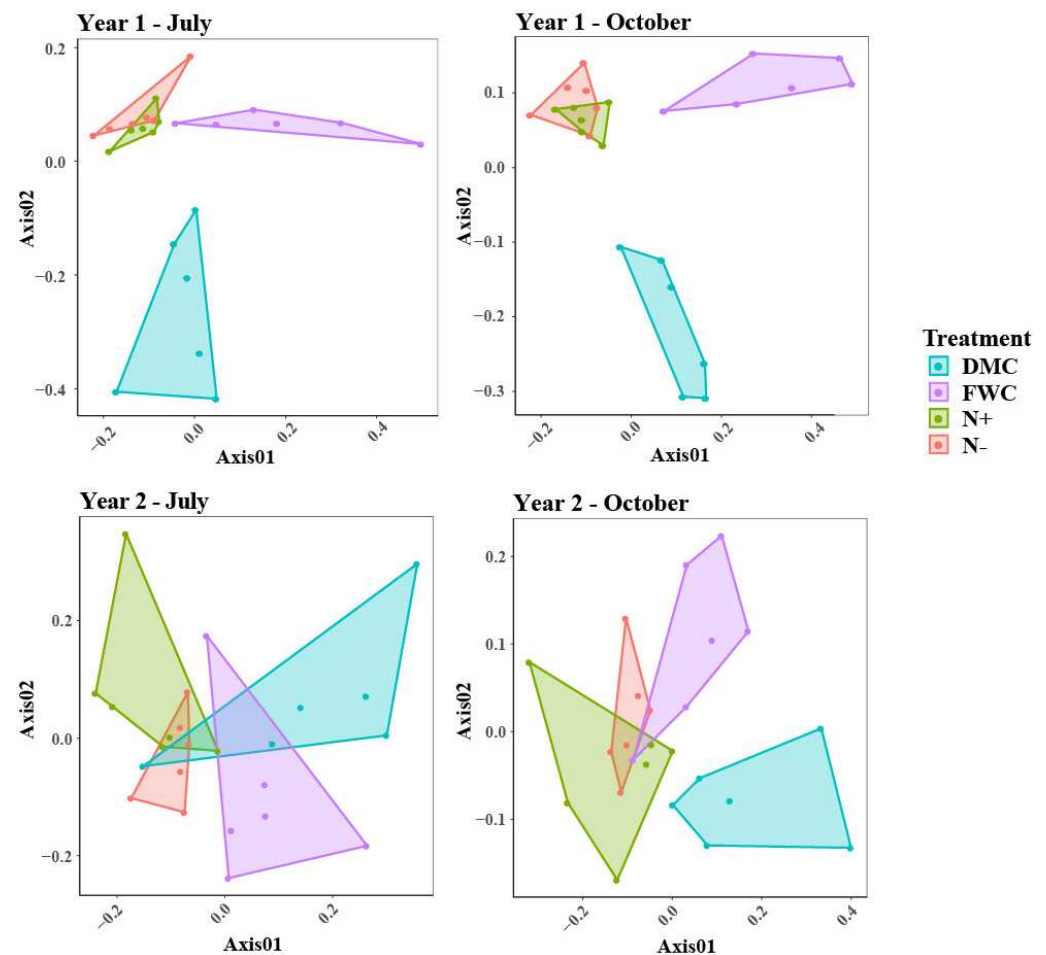 Year 1 - July
0.2
0.0
−0.2
−0.4
Axis02
−0.2
0.0
0.2
0.4
Axis01
Year 1 - October
0.1
0.0
−0.1
−0.2
−0.3
Axis02
−0.2
0.0
0.2
0.4
Axis01
Treatment
DMC
FWC
N+
N-
Year 2 - July
0.2
0.0
−0.2
Axis02
−0.2
0.0
0.2
Axis01
Year 2 - October
0.2
0.1
0.0
−0.1
Axis02
−0.2
0.0
0.2
0.4
Axis01